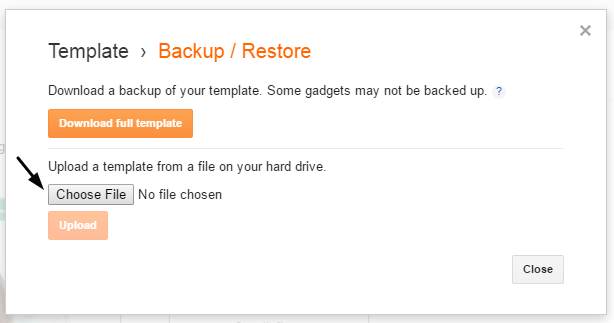 Template › Backup / Restore
Download a backup of your template. Some gadgets may not be backed up. ?
Download full template
Upload a template from a file on your hard drive.
Choose File No file chosen
Upload
Close